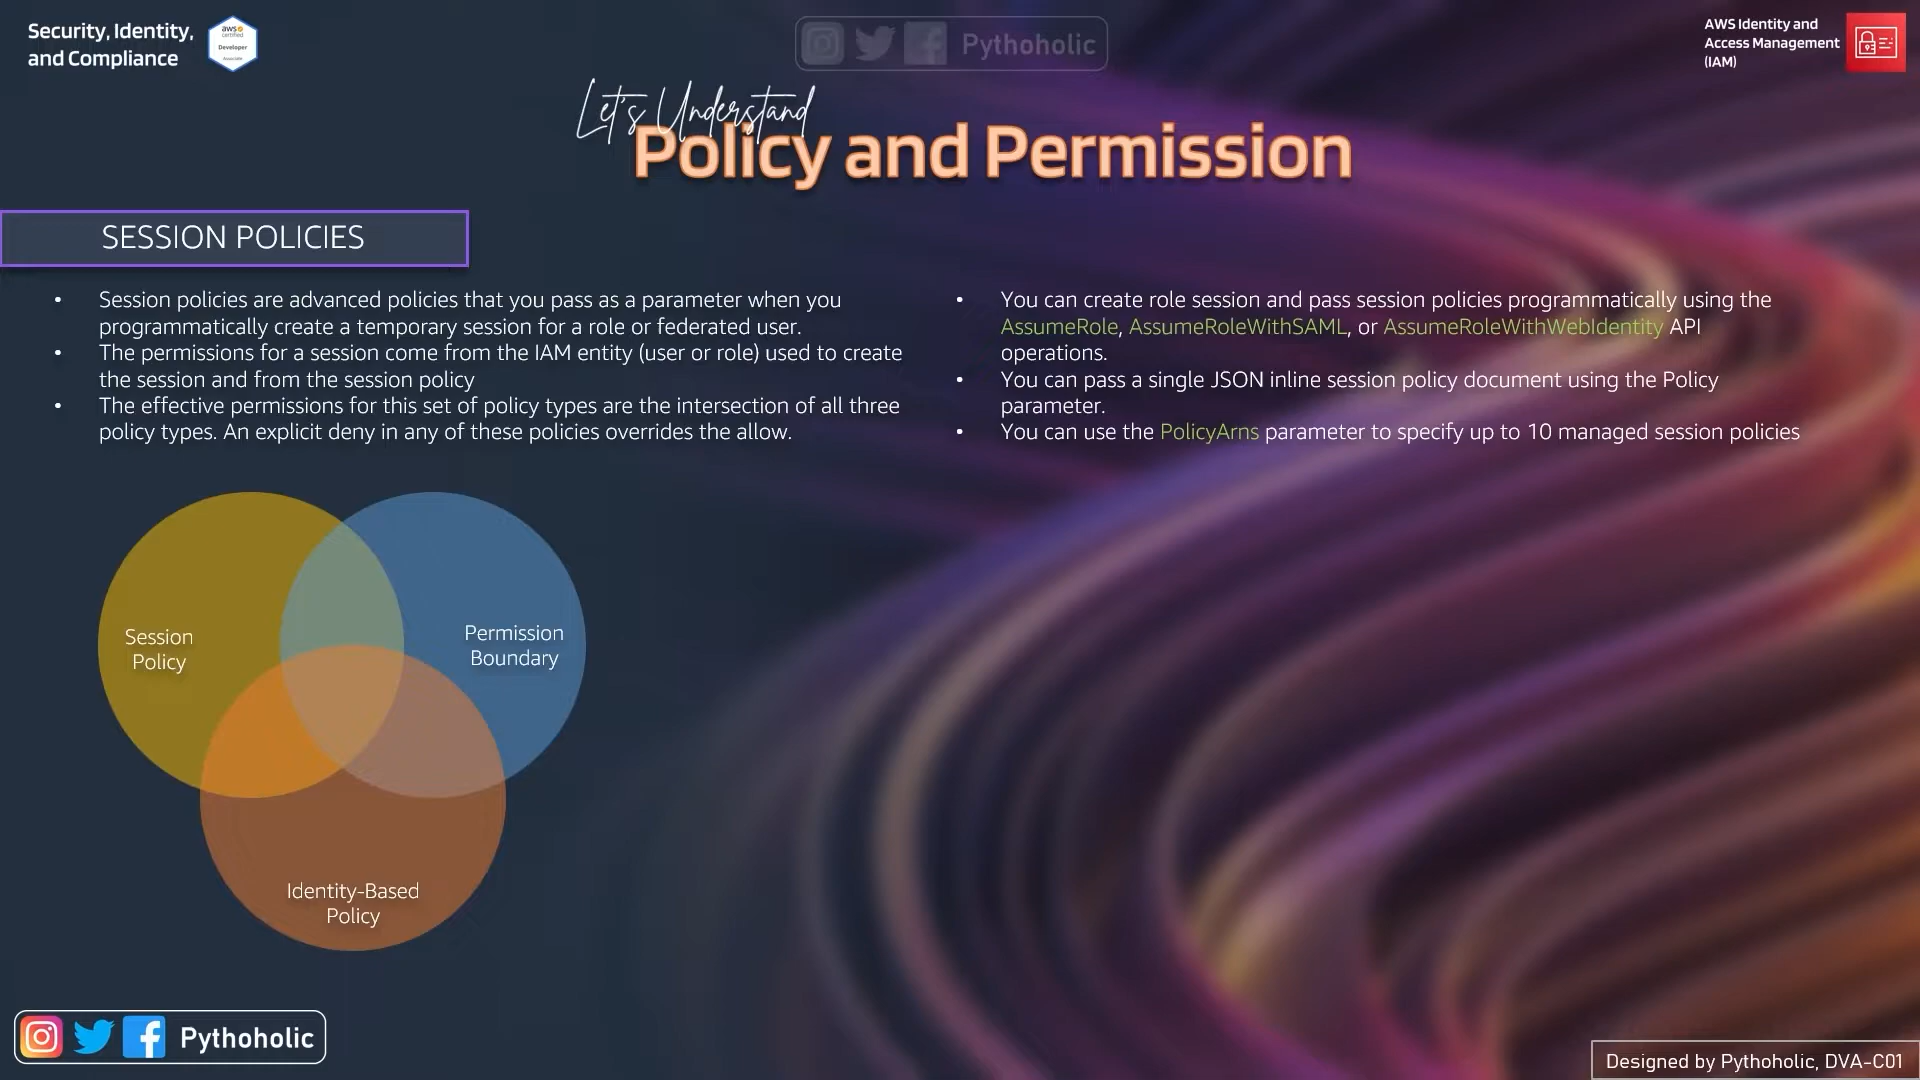 Security, Identity,
and Compliance
aws
certified
Developer
Associate
Pythoholic
AWS Identity and
Access Management
(IAM)
Let's Understand
Policy and Permission
SESSION POLICIES
• Session policies are advanced policies that you pass as a parameter when you
programmatically create a temporary session for a role or federated user.
• The permissions for a session come from the IAM entity (user or role) used to create
the session and from the session policy
• The effective permissions for this set of policy types are the intersection of all three
policy types. An explicit deny in any of these policies overrides the allow.
• You can create role session and pass session policies programmatically using the
AssumeRole, AssumeRoleWithSAML, or AssumeRoleWithWebIdentity API
operations.
• You can pass a single JSON inline session policy document using the Policy
parameter.
• You can use the PolicyArns parameter to specify up to 10 managed session policies
Session
Policy
Permission
Boundary
Identity-Based
Policy
Pythoholic
Designed by Pythoholic, DVA-C01